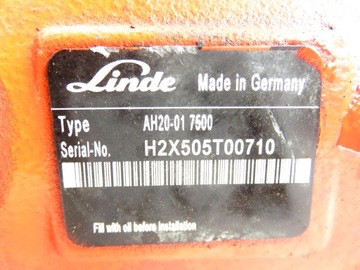 Linde Made in Germany
Type AH20-01 7500
Serial-No. H2X505T00710
Fill with oil before installation